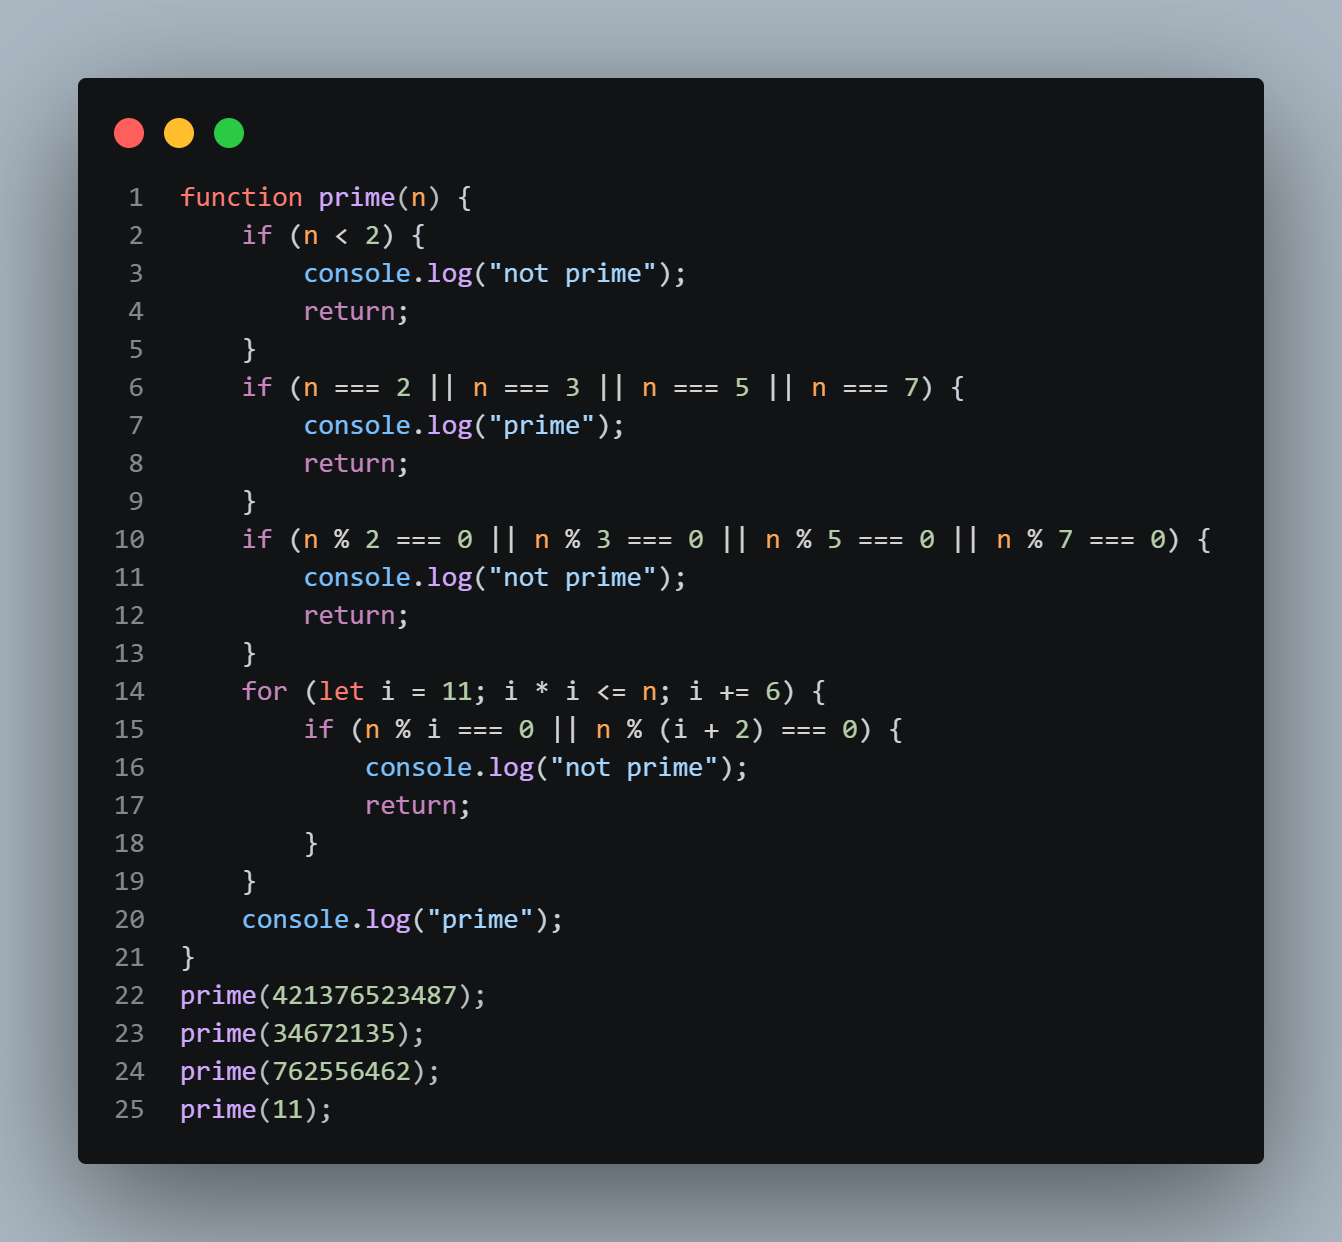 1 function prime(n) {
2     if (n < 2) {
3         console.log("not prime");
4         return;
5     }
6     if (n === 2 || n === 3 || n === 5 || n === 7) {
7         console.log("prime");
8         return;
9     }
10     if (n % 2 === 0 || n % 3 === 0 || n % 5 === 0 || n % 7 === 0) {
11         console.log("not prime");
12         return;
13     }
14     for (let i = 11; i * i <= n; i += 6) {
15         if (n % i === 0 || n % (i + 2) === 0) {
16             console.log("not prime");
17             return;
18         }
19     }
20     console.log("prime");
21 }
22 prime(421376523487);
23 prime(34672135);
24 prime(762556462);
25 prime(11);